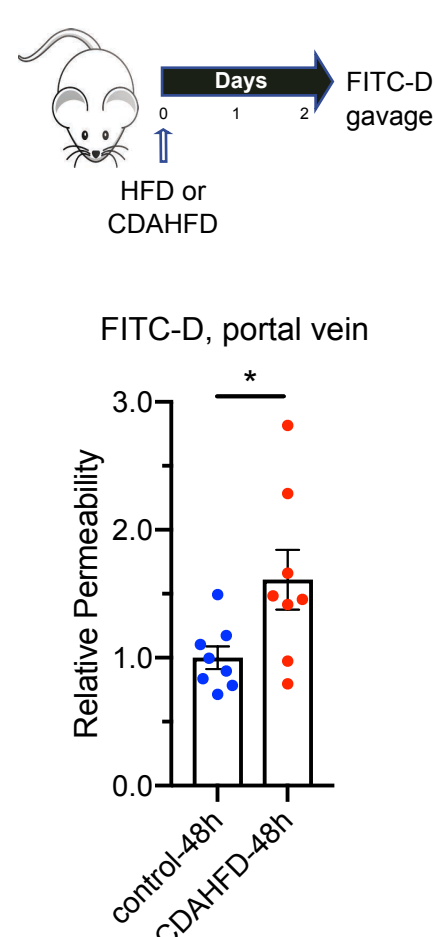 Days
0 1 2
FITC-D
gavage
HFD or
CDAHFD
FITC-D, portal vein
*
3.0
2.0
1.0
0.0
Relative Permeability
control-48h
CDAHFD-48h